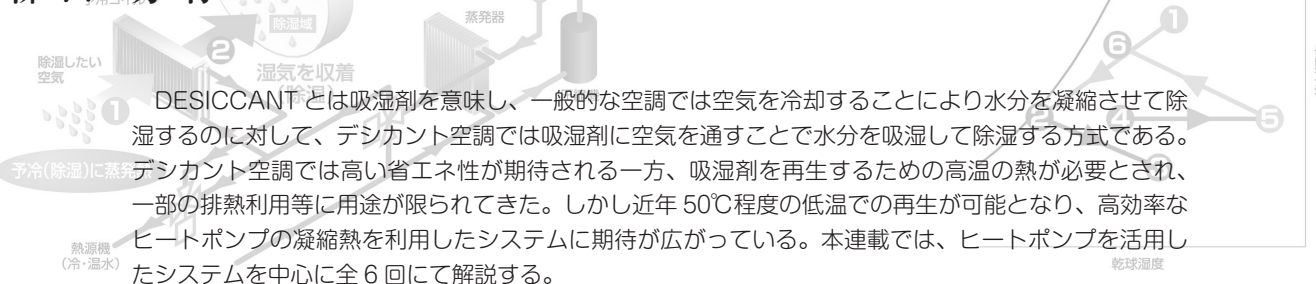 除湿域
蒸発器
除湿したい
空気
❷
湿気を収着
(除湿)
❶
❶
❻
❷
❹
❺
DESICCANT とは吸湿剤を意味し、一般的な空調では空気を冷却することにより水分を凝縮させて除
湿するのに対して、デシカント空調では吸湿剤に空気を通すことで水分を吸湿して除湿する方式である。
デシカント空調では高い省エネ性が期待される一方、吸湿剤を再生するための高温の熱が必要とされ、
一部の排熱利用等に用途が限られてきた。しかし近年 50℃程度の低温での再生が可能となり、高効率な
ヒートポンプの凝縮熱を利用したシステムに期待が広がっている。本連載では、ヒートポンプを活用し
たシステムを中心に全 6 回にて解説する。
予冷(除湿)に蒸発
熱源機
(冷・温水)
乾球温度